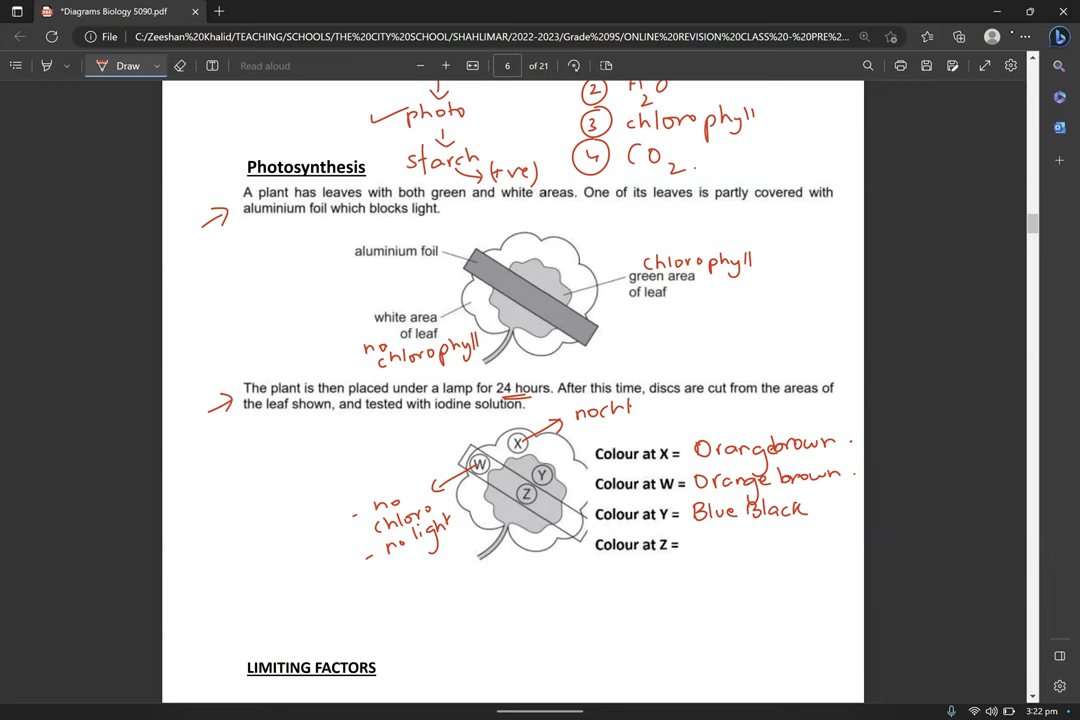 *Diagrams Biology 5090.pdf
File
C:/Zeeshan Khalid/TEACHING/SCHOOLS/THE%20CITY%20SCHOOL/SHAHLIMAR/2022-2023/Grade%209S/ONLINE%20REVISION%20CLASS%20-%20PRE%...
Draw
Read aloud
6 of 21
2
photo
3 chlorophyll
starch
(+ve)
4 CO2.
Photosynthesis
A plant has leaves with both green and white areas. One of its leaves is partly covered with
aluminium foil which blocks light.
aluminium foil
chlorophyll
green area
of leaf
white area
of leaf
no
chlorophyll
The plant is then placed under a lamp for 24 hours. After this time, discs are cut from the areas of
the leaf shown, and tested with iodine solution.
nochl
X
W
Y
Z
- no
chloro
- no light
Colour at X = Orangebrown.
Colour at W = Orange brown.
Colour at Y = Blue Black
Colour at Z =
LIMITING FACTORS
3:22 pm